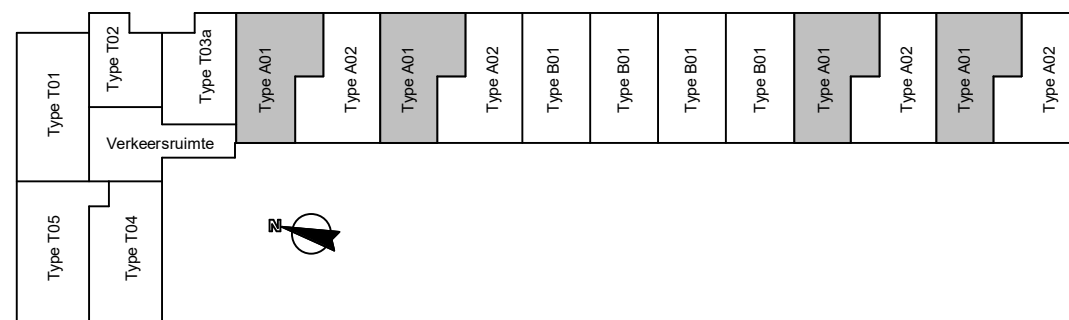 Type T01
Type T02
Type T03a
Type A01
Type A02
Type A01
Type A02
Type B01
Type B01
Type B01
Type B01
Type A01
Type A02
Type A01
Type A02
Verkeersruimte
Type T05
Type T04
N